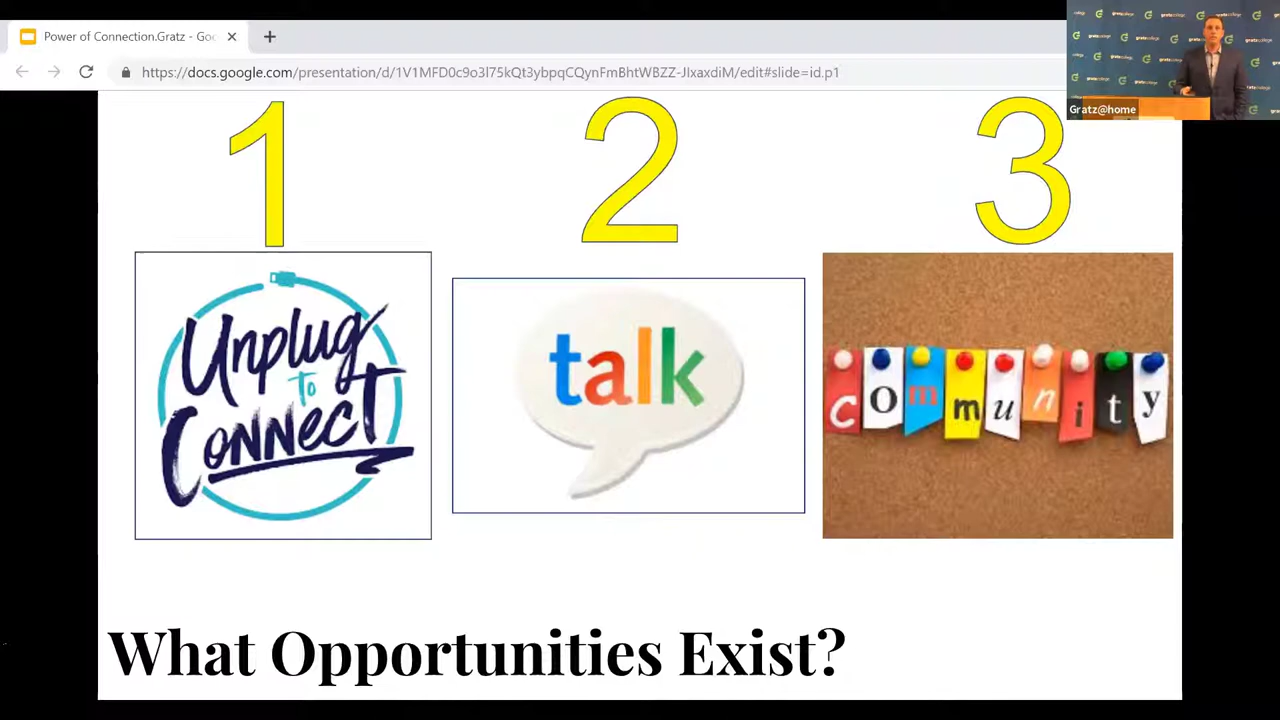 Power of Connection.Gratz - Goo
https://docs.google.com/presentation/d/1V1MFD0c9o3l75kQt3ybpqCQynFmBhtWBZZ-JIxaxdiM/edit#slide=id.p1
gratzcollege
Gratz@home
1 2 3
Unplug
to
Connect
talk
community
What Opportunities Exist?